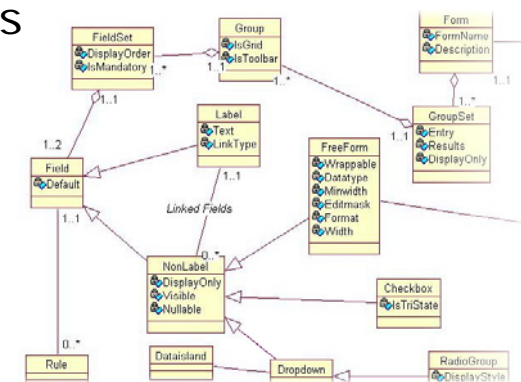 S
FieldSet
DisplayOrder
IsMandatory
1..*
1..1
Group
IsGrid
IsToolbar
1..1
1..*
Form
FormName
Description
1..1
1..*
GroupSet
Entry
Results
DisplayOnly
1..1
1..2
Field
Default
1..1
Label
Text
LinkType
1..1
Linked Fields
0..*
FreeForm
Wrappable
Datatype
Minwidth
Editmask
Format
Width
NonLabel
DisplayOnly
Visible
Nullable
Checkbox
IsTriState
0..*
Rule
Dataisland
Dropdown
RadioGroup
DisplayStyle